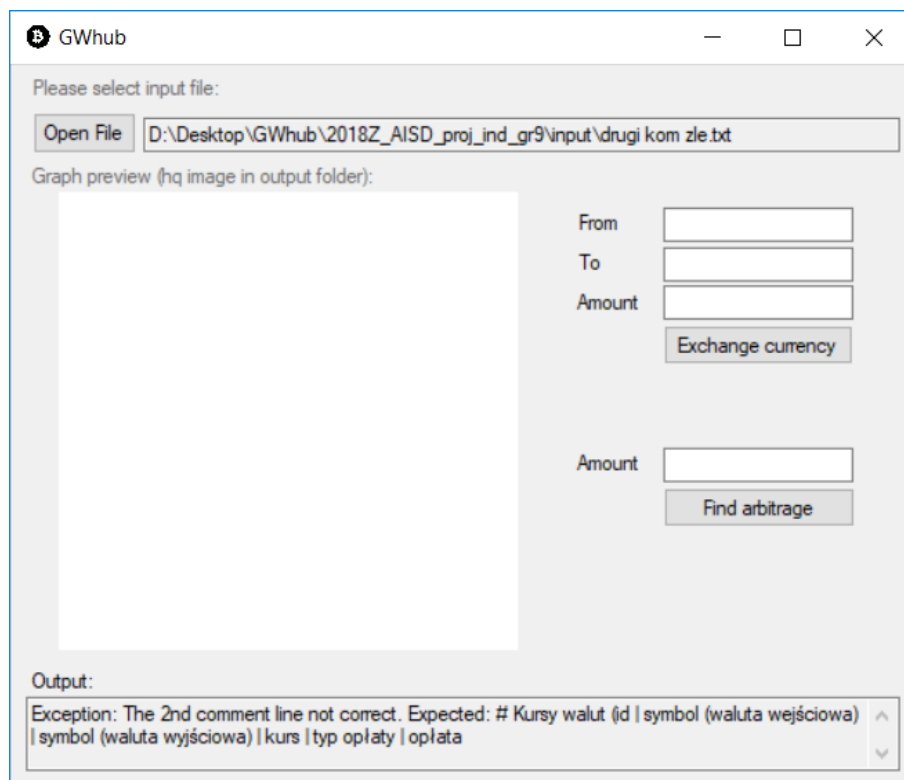 GWhub
Please select input file:
Open File D:\Desktop\GWhub\2018Z_AISD_proj_ind_gr9\input\drugi kom zle.txt
Graph preview (hq image in output folder):
From
To
Amount
Exchange currency
Amount
Find arbitrage
Output:
Exception: The 2nd comment line not correct. Expected: # Kursy walut (id | symbol (waluta wejściowa)
| symbol (waluta wyjściowa) | kurs | typ opłaty | opłata